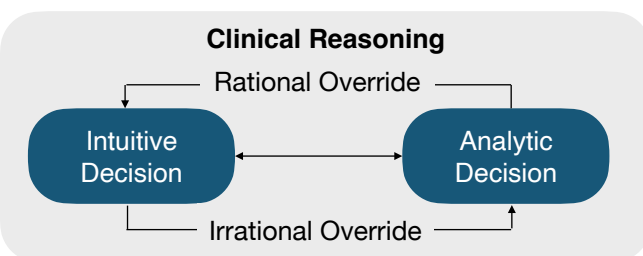 Clinical Reasoning
Rational Override
Intuitive
Decision
Analytic
Decision
Irrational Override